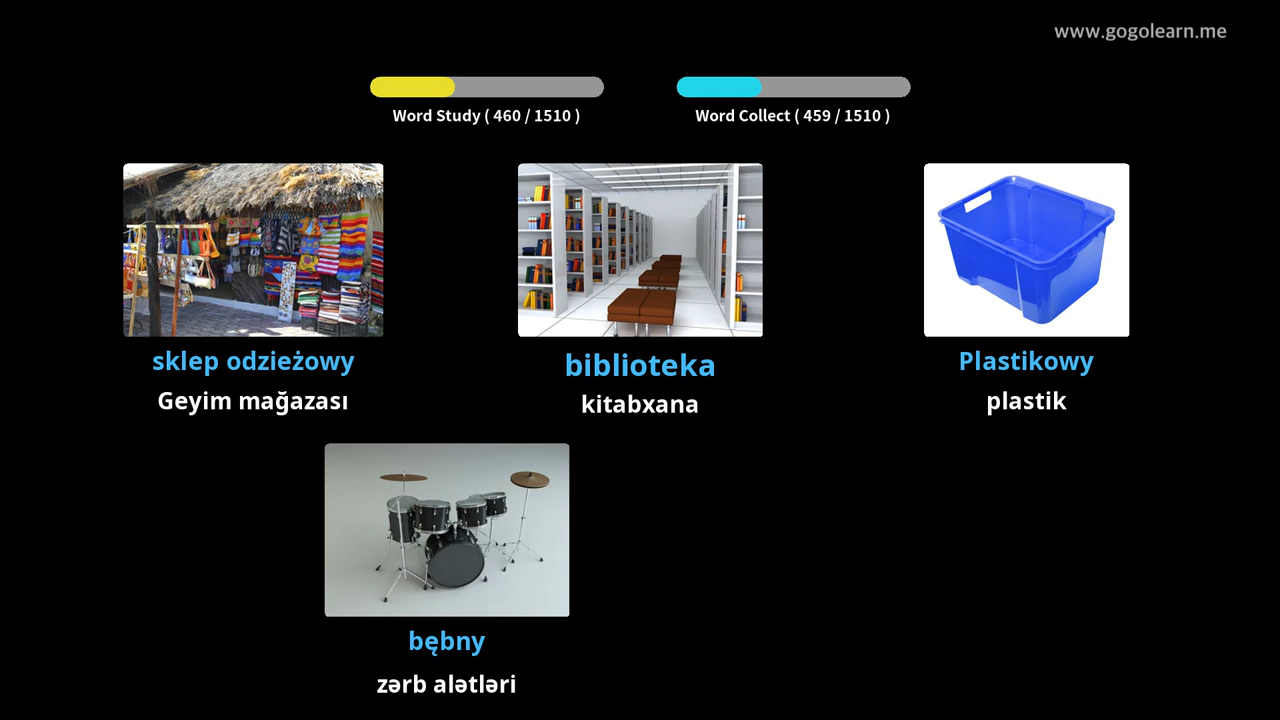 www.gogolearn.me
Word Study ( 460 / 1510 )
Word Collect ( 459 / 1510 )
sklep odzieżowy
Geyim mağazası
biblioteka
kitabxana
Plastikowy
plastik
bębny
zərb alətləri